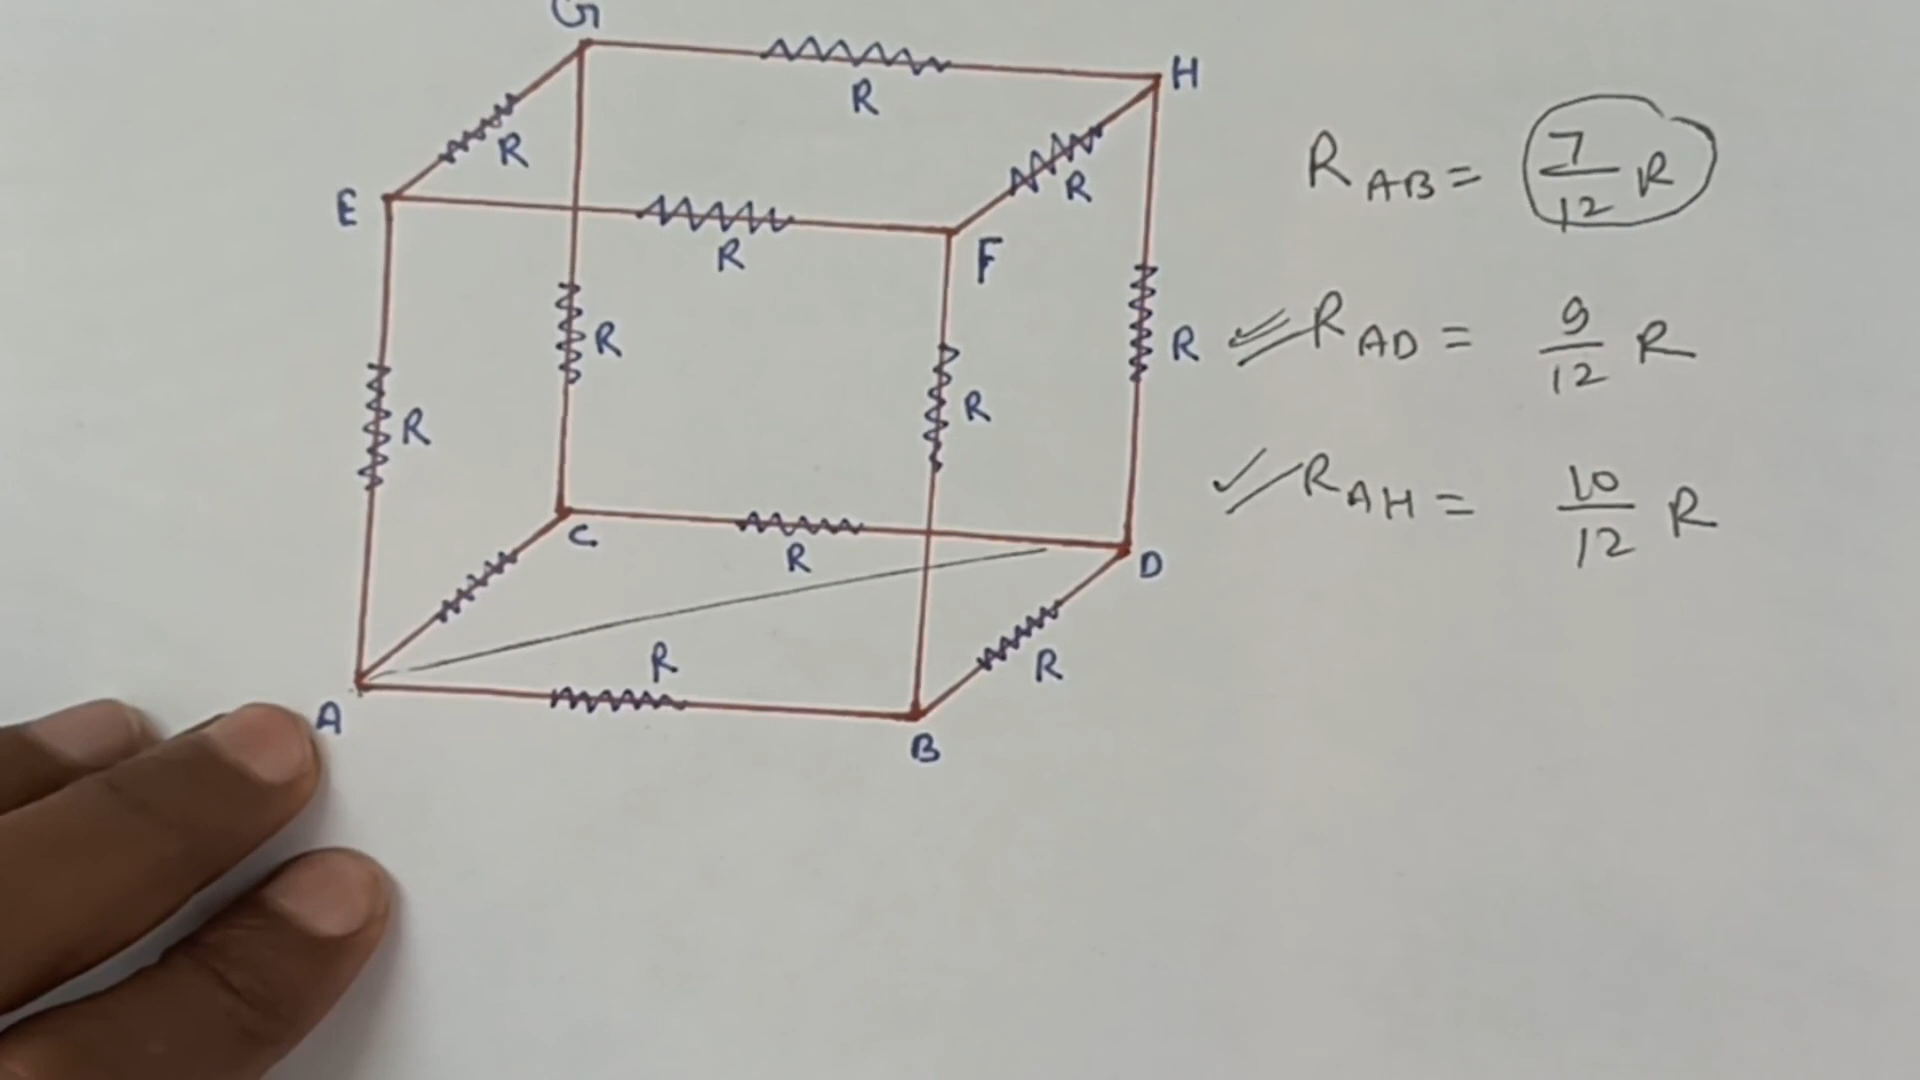 G
H
R
R
R
E
F
R
R
R
R
R
C
R
D
R
R
A
B
R_AB = 7/12 R
R_AD = 9/12 R
R_AH = 10/12 R